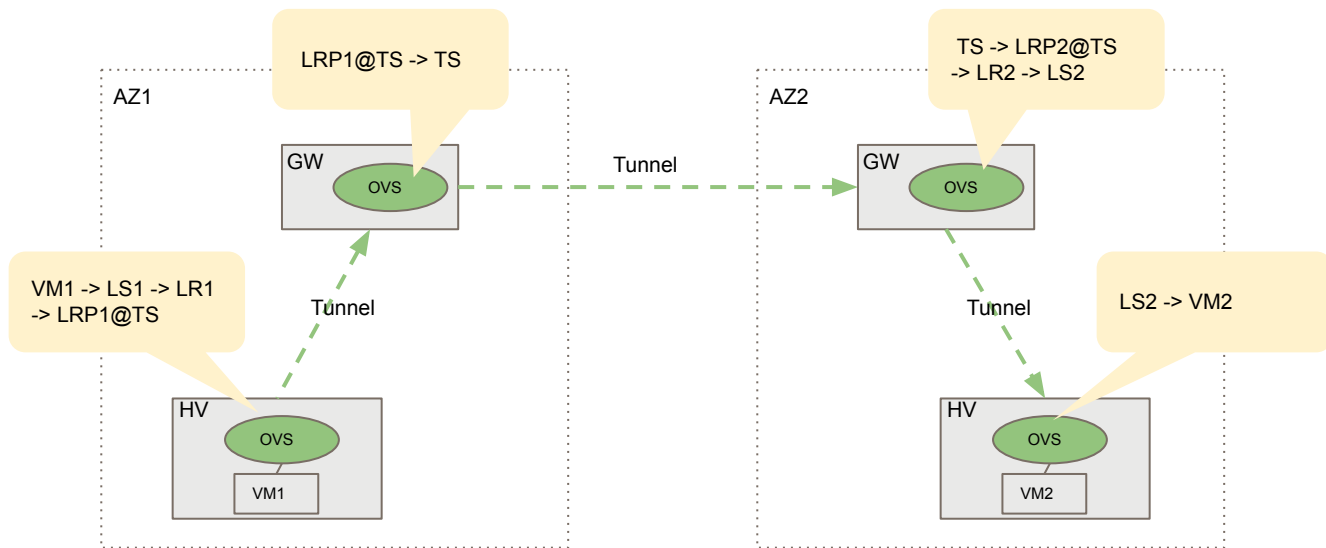 LRP1@TS -> TS
TS -> LRP2@TS
-> LR2 -> LS2
AZ1
AZ2
GW
OVS
Tunnel
GW
OVS
VM1 -> LS1 -> LR1
-> LRP1@TS
Tunnel
Tunnel
LS2 -> VM2
HV
OVS
VM1
HV
OVS
VM2